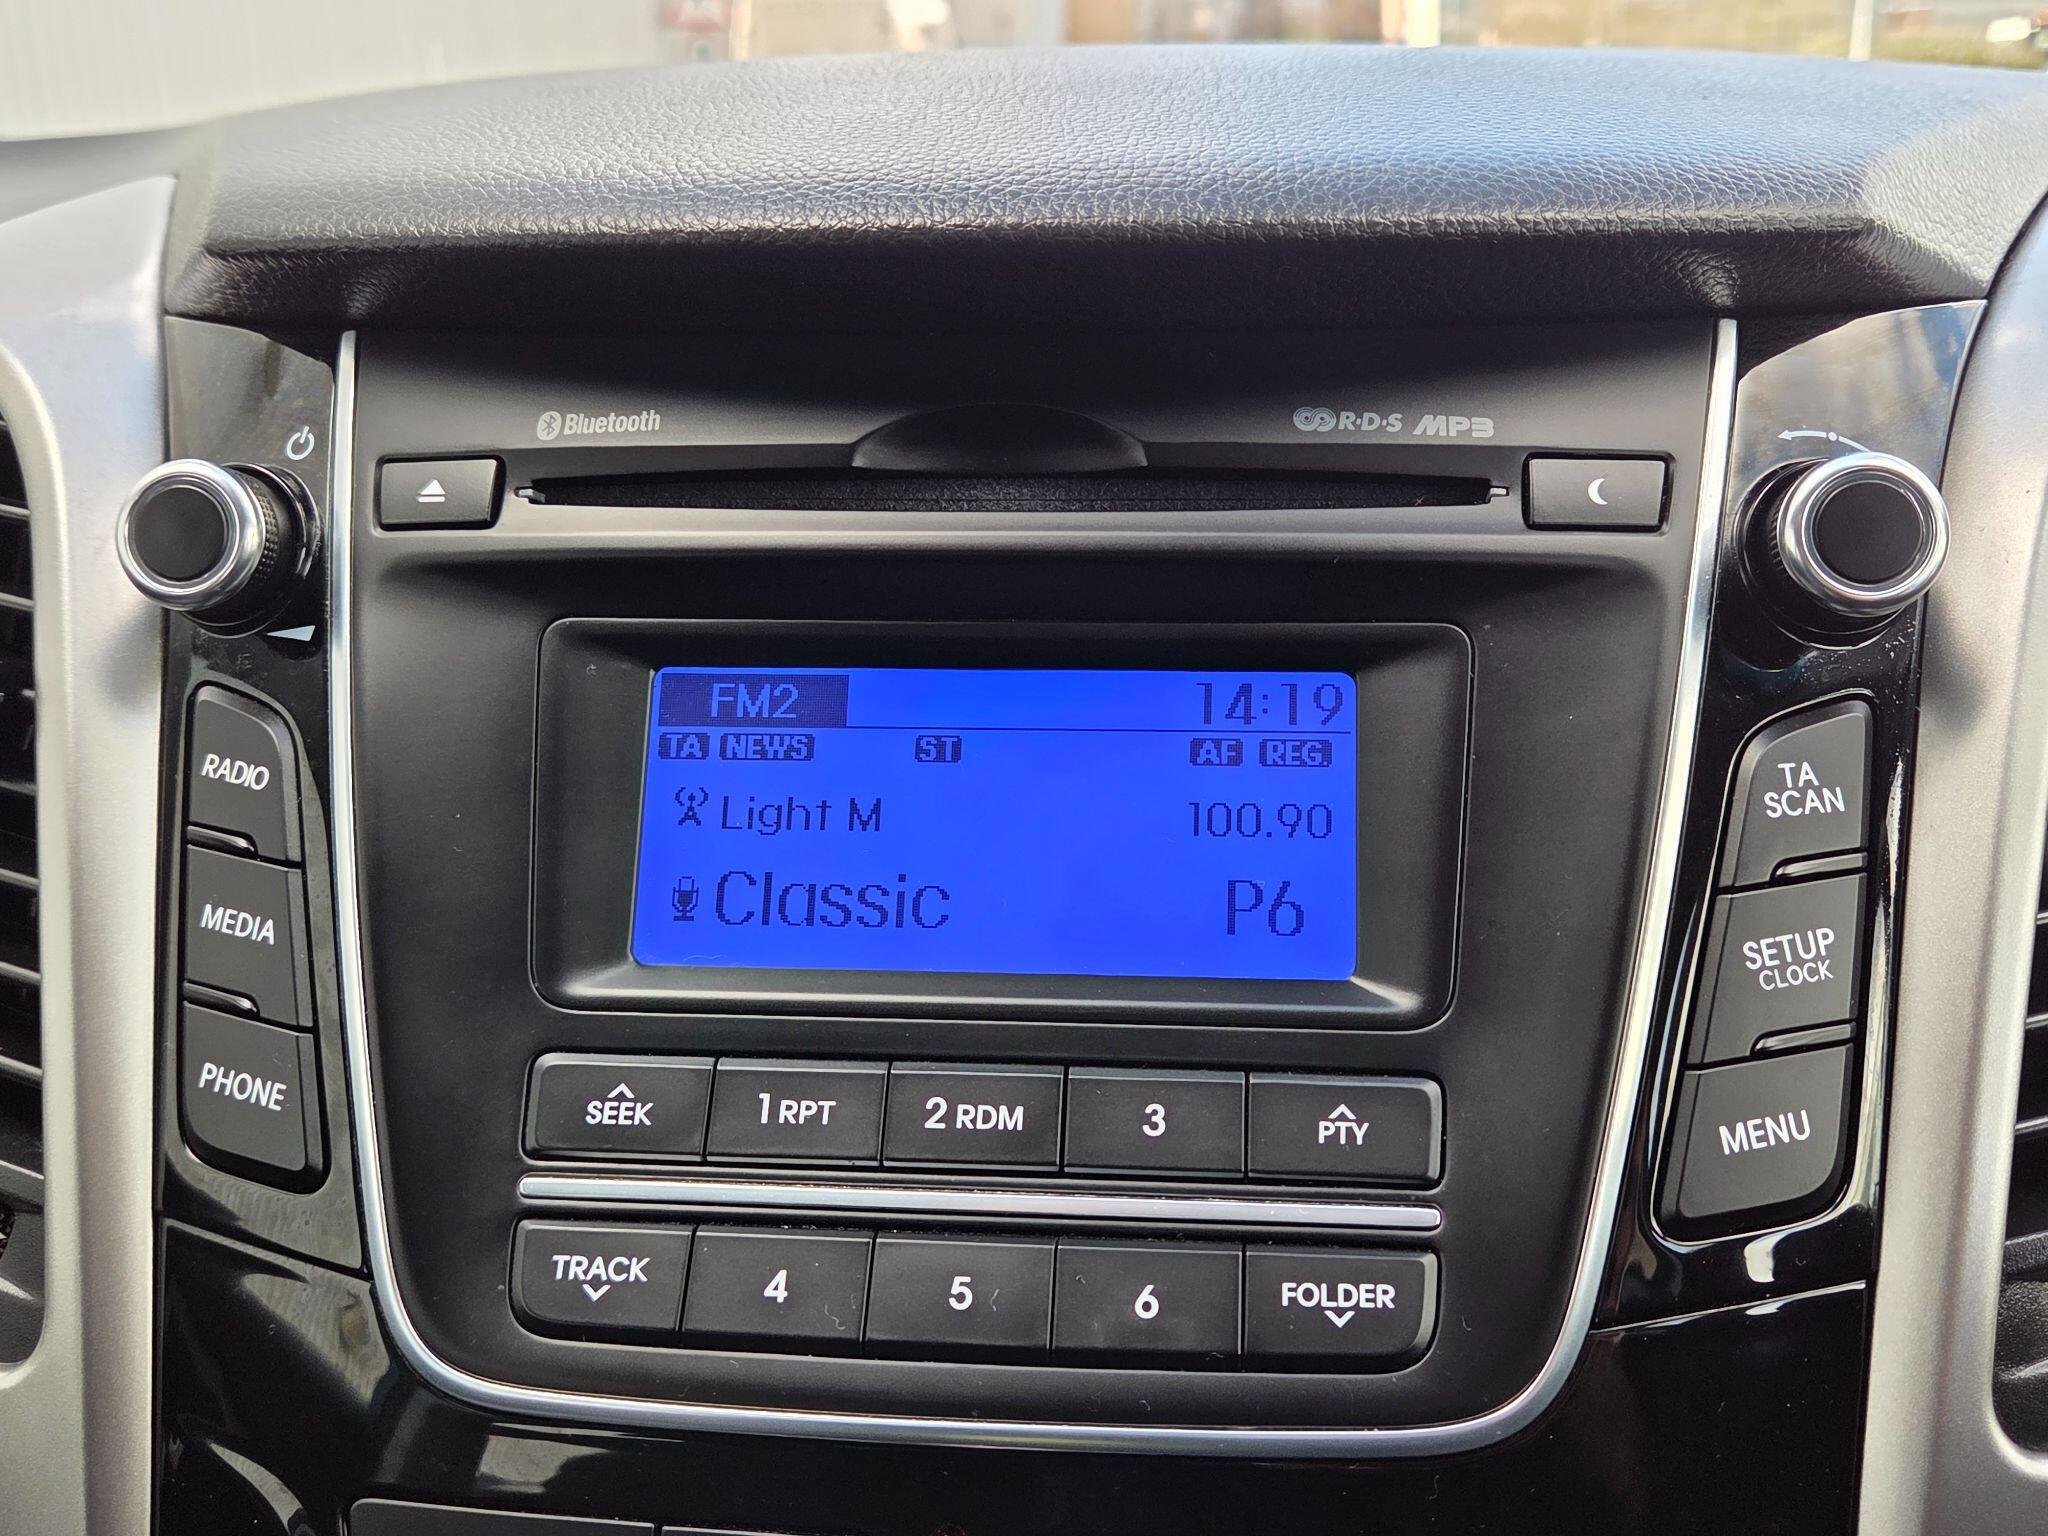 Bluetooth R·D·S MP3
FM2 14:19
TA NEWS ST AF REG
Light M 100.90
Classic P6
RADIO
MEDIA
PHONE
TA
SCAN
SETUP
CLOCK
MENU
SEEK 1 RPT 2 RDM 3 PTY
TRACK 4 5 6 FOLDER